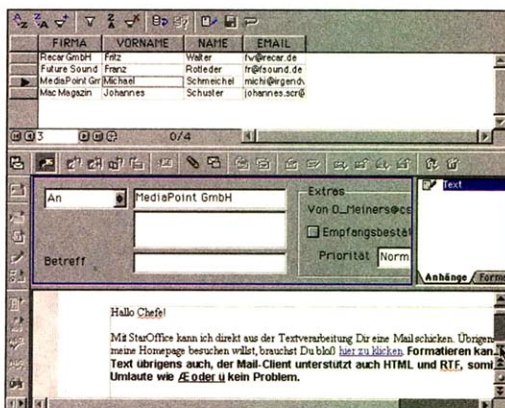 FIRMA VORNAME NAME EMAIL
Recar GmbH Fritz Walter fw@recar.de
Future Sound Franz Rotleder fr@fsound.de
MediaPoint Gm Michael Schmeichel michi@irgend
Mac Magazin Johannes Schuster johannes.scr@
3 0/4
An MediaPoint GmbH Extras
Von D_Meiners@cs
Empfangsbestä
Betreff Priorität Norm
Text
Anhänge Forma
Hallo Chefe!
Mit StarOffice kann ich direkt aus der Textverarbeitung Dir eine Mail schicken. Übrigen
meine Homepage besuchen willst, brauchst Du bloß hier zu klicken. Formatieren kan
Text übrigens auch, der Mail-Client unterstützt auch HTML und RTF, somi
Umlaute wie Æ oder ü kein Problem.